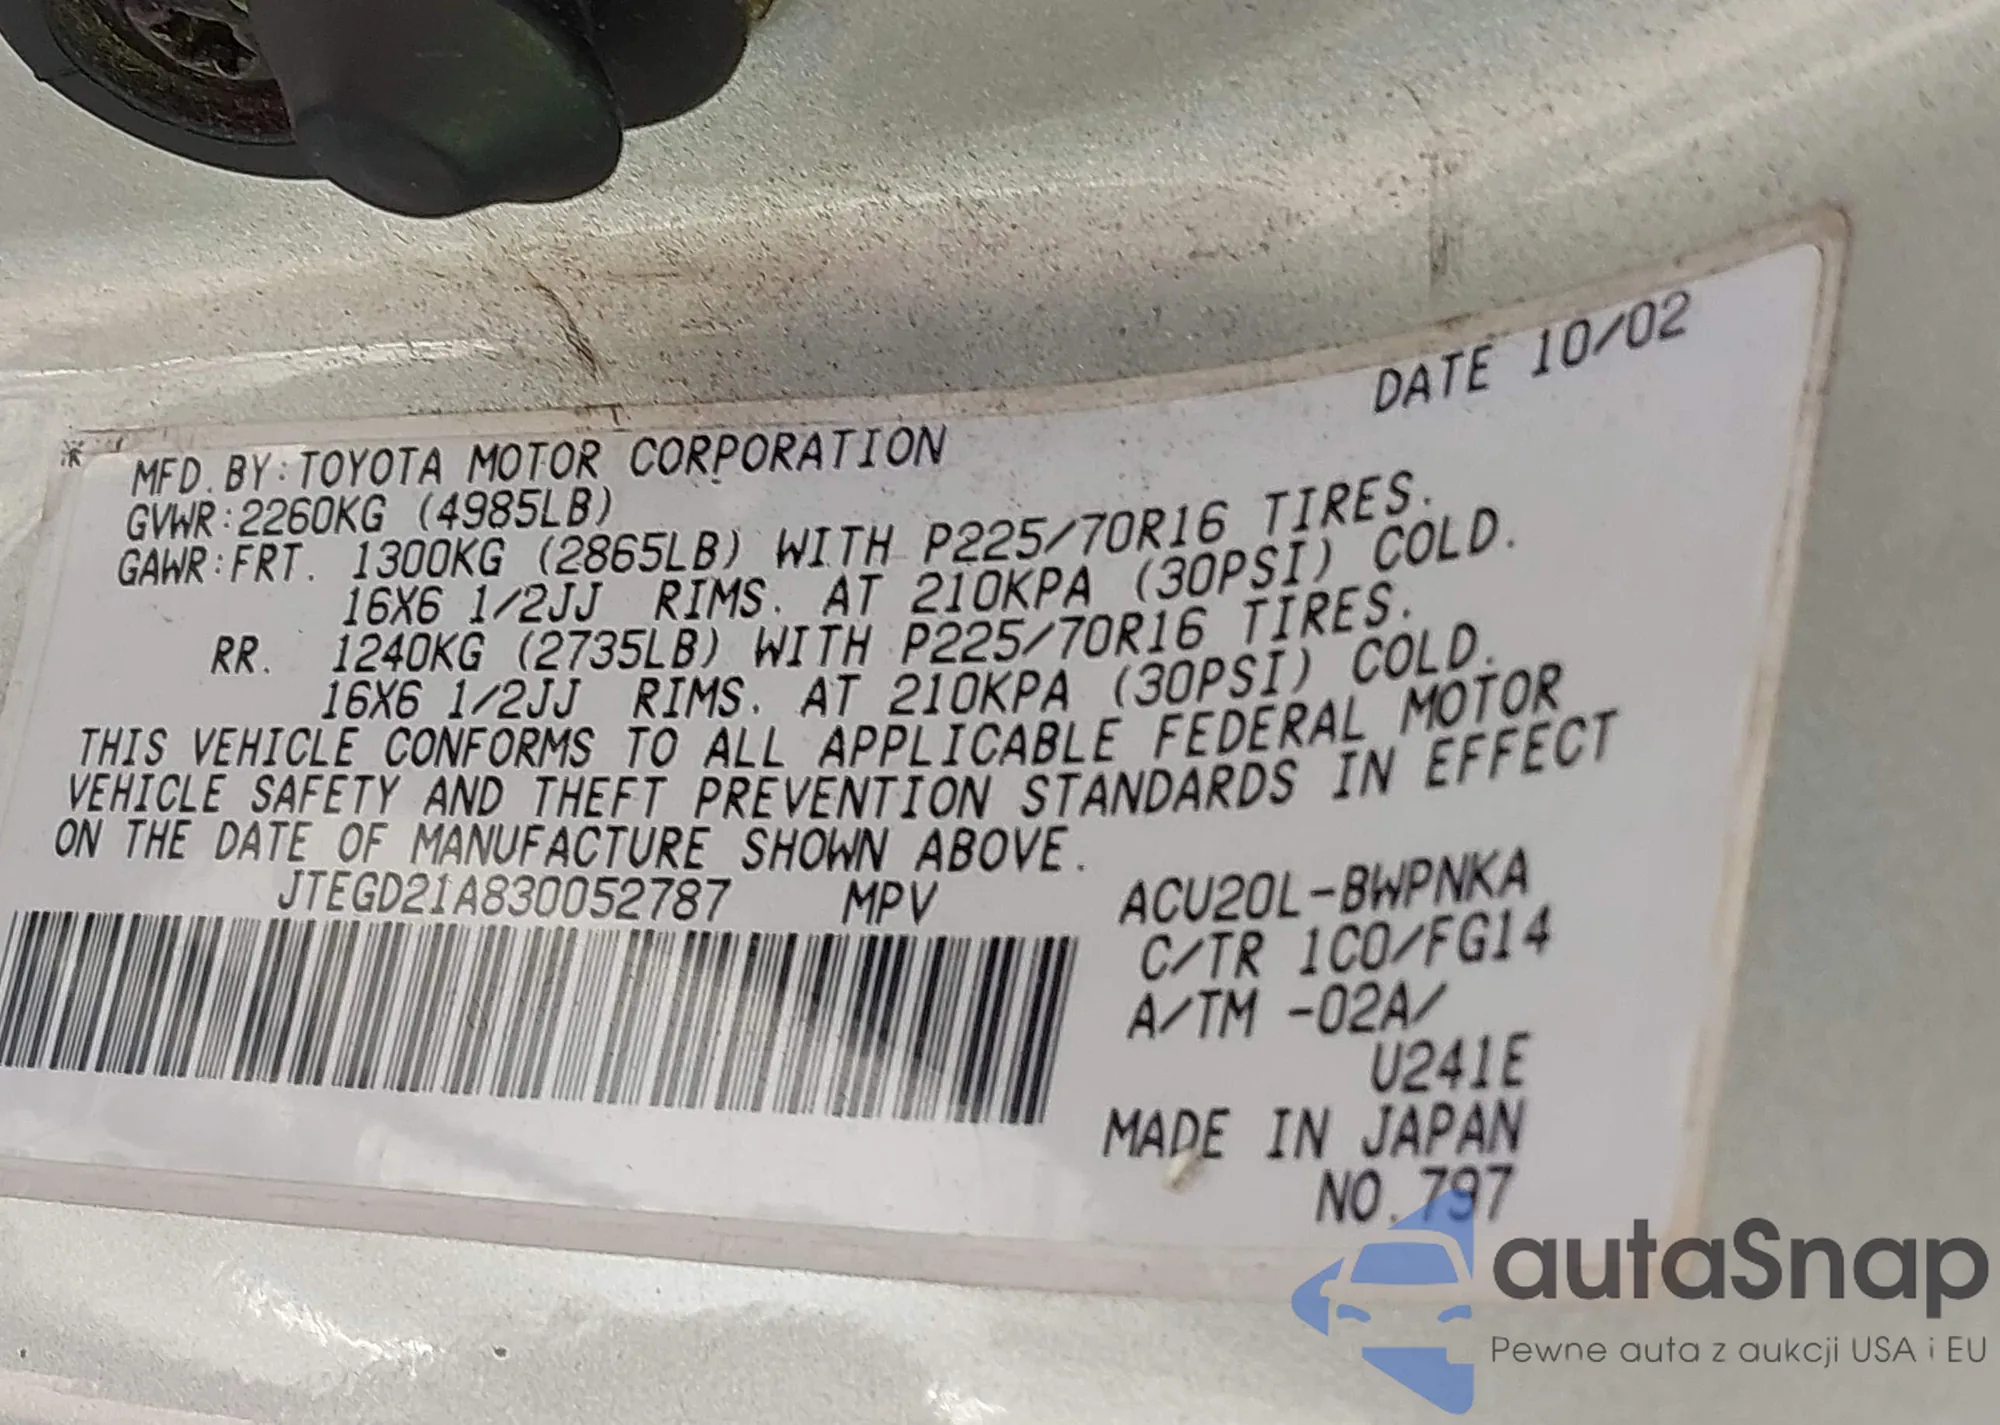 DATE 10/02
MFD. BY: TOYOTA MOTOR CORPORATION
GVWR: 2260KG (4985LB)
GAWR: FRT. 1300KG (2865LB) WITH P225/70R16 TIRES.
16X6 1/2JJ RIMS. AT 210KPA (30PSI) COLD.
RR. 1240KG (2735LB) WITH P225/70R16 TIRES.
16X6 1/2JJ RIMS. AT 210KPA (30PSI) COLD.
THIS VEHICLE CONFORMS TO ALL APPLICABLE FEDERAL MOTOR
VEHICLE SAFETY AND THEFT PREVENTION STANDARDS IN EFFECT
ON THE DATE OF MANUFACTURE SHOWN ABOVE.
JTEGD21A830052787 MPV
ACU20L-BWPNKA
C/TR 1C0/FG14
A/TM -02A/
U241E
MADE IN JAPAN
NO. 797
autaSnap
Pewne auta z aukcji USA i EU